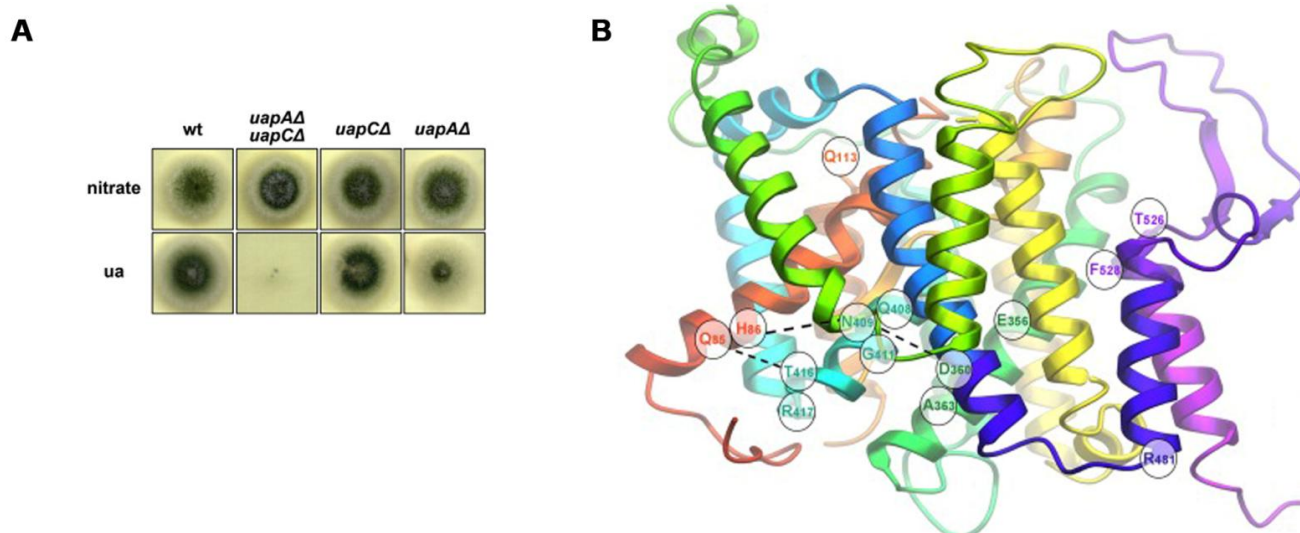 A
B
wt
uapAΔ
uapCΔ
uapCΔ
uapAΔ
nitrate
ua
Q113
T526
F528
Q408
H86
N409
E356
Q85
G411
T416
D360
A363
R417
R481